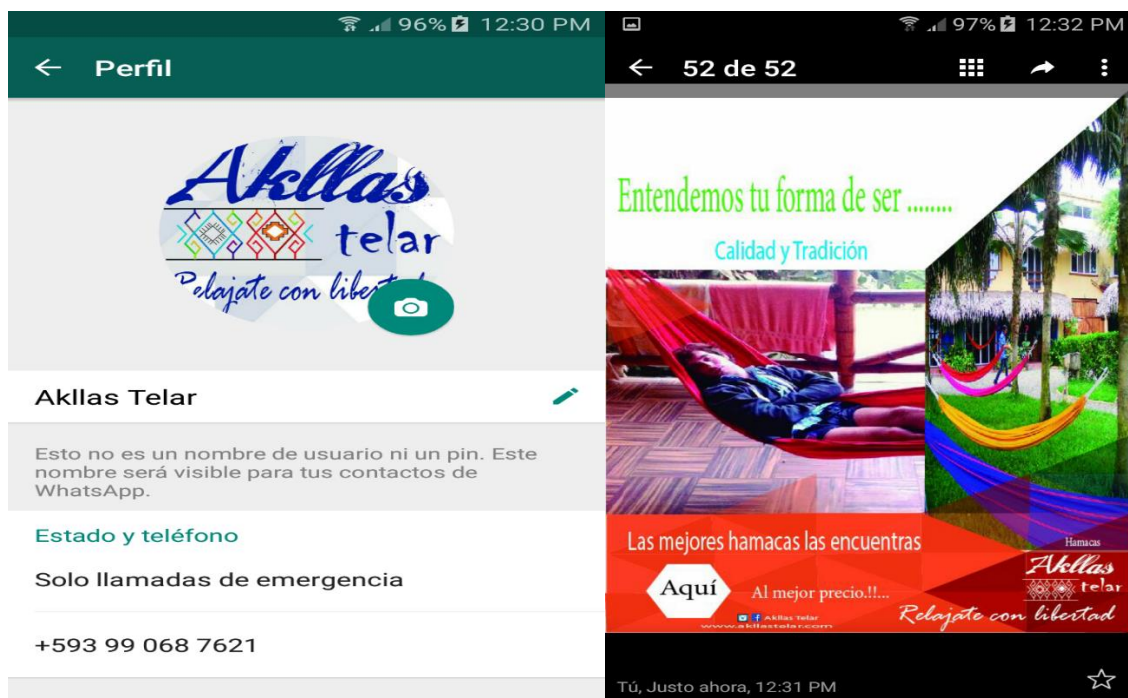 96% 12:30 PM
Perfil
Akllas
telar
Relajate con libertad
Akllas Telar
Esto no es un nombre de usuario ni un pin. Este
nombre será visible para tus contactos de
WhatsApp.
Estado y teléfono
Solo llamadas de emergencia
+593 99 068 7621
97% 12:32 PM
52 de 52
Entendemos tu forma de ser ........
Calidad y Tradición
Las mejores hamacas las encuentras
Aquí
Al mejor precio.!!...
Akllas Telar
www.akllastelar.com
Hamacas
Akllas
telar
Relajate con libertad
Tú, Justo ahora, 12:31 PM